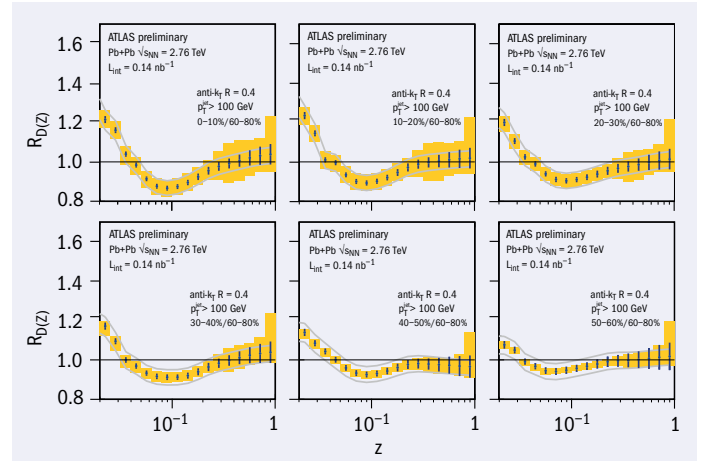 ATLAS preliminary
Pb+Pb √sNN = 2.76 TeV
Lint = 0.14 nb−1
anti-kT R = 0.4
pTjet > 100 GeV
0–10%/60–80%
ATLAS preliminary
Pb+Pb √sNN = 2.76 TeV
Lint = 0.14 nb−1
anti-kT R = 0.4
pTjet > 100 GeV
10–20%/60–80%
ATLAS preliminary
Pb+Pb √sNN = 2.76 TeV
Lint = 0.14 nb−1
anti-kT R = 0.4
pTjet > 100 GeV
20–30%/60–80%
RD(Z)
1.6
1.4
1.2
1.0
0.8
ATLAS preliminary
Pb+Pb √sNN = 2.76 TeV
Lint = 0.14 nb−1
anti-kT R = 0.4
pTjet > 100 GeV
30–40%/60–80%
ATLAS preliminary
Pb+Pb √sNN = 2.76 TeV
Lint = 0.14 nb−1
anti-kT R = 0.4
pTjet > 100 GeV
40–50%/60–80%
ATLAS preliminary
Pb+Pb √sNN = 2.76 TeV
Lint = 0.14 nb−1
anti-kT R = 0.4
pTjet > 100 GeV
50–60%/60–80%
RD(Z)
1.6
1.4
1.2
1.0
0.8
10−1 1 10−1 1 10−1 1
z